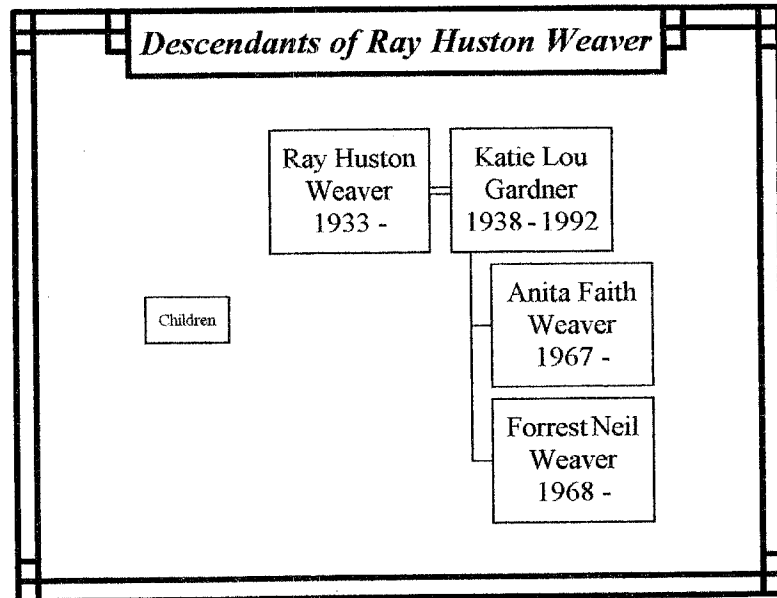 Descendants of Ray Huston Weaver
Ray Huston
Weaver
1933 -
Katie Lou
Gardner
1938 - 1992
Children
Anita Faith
Weaver
1967 -
Forrest Neil
Weaver
1968 -